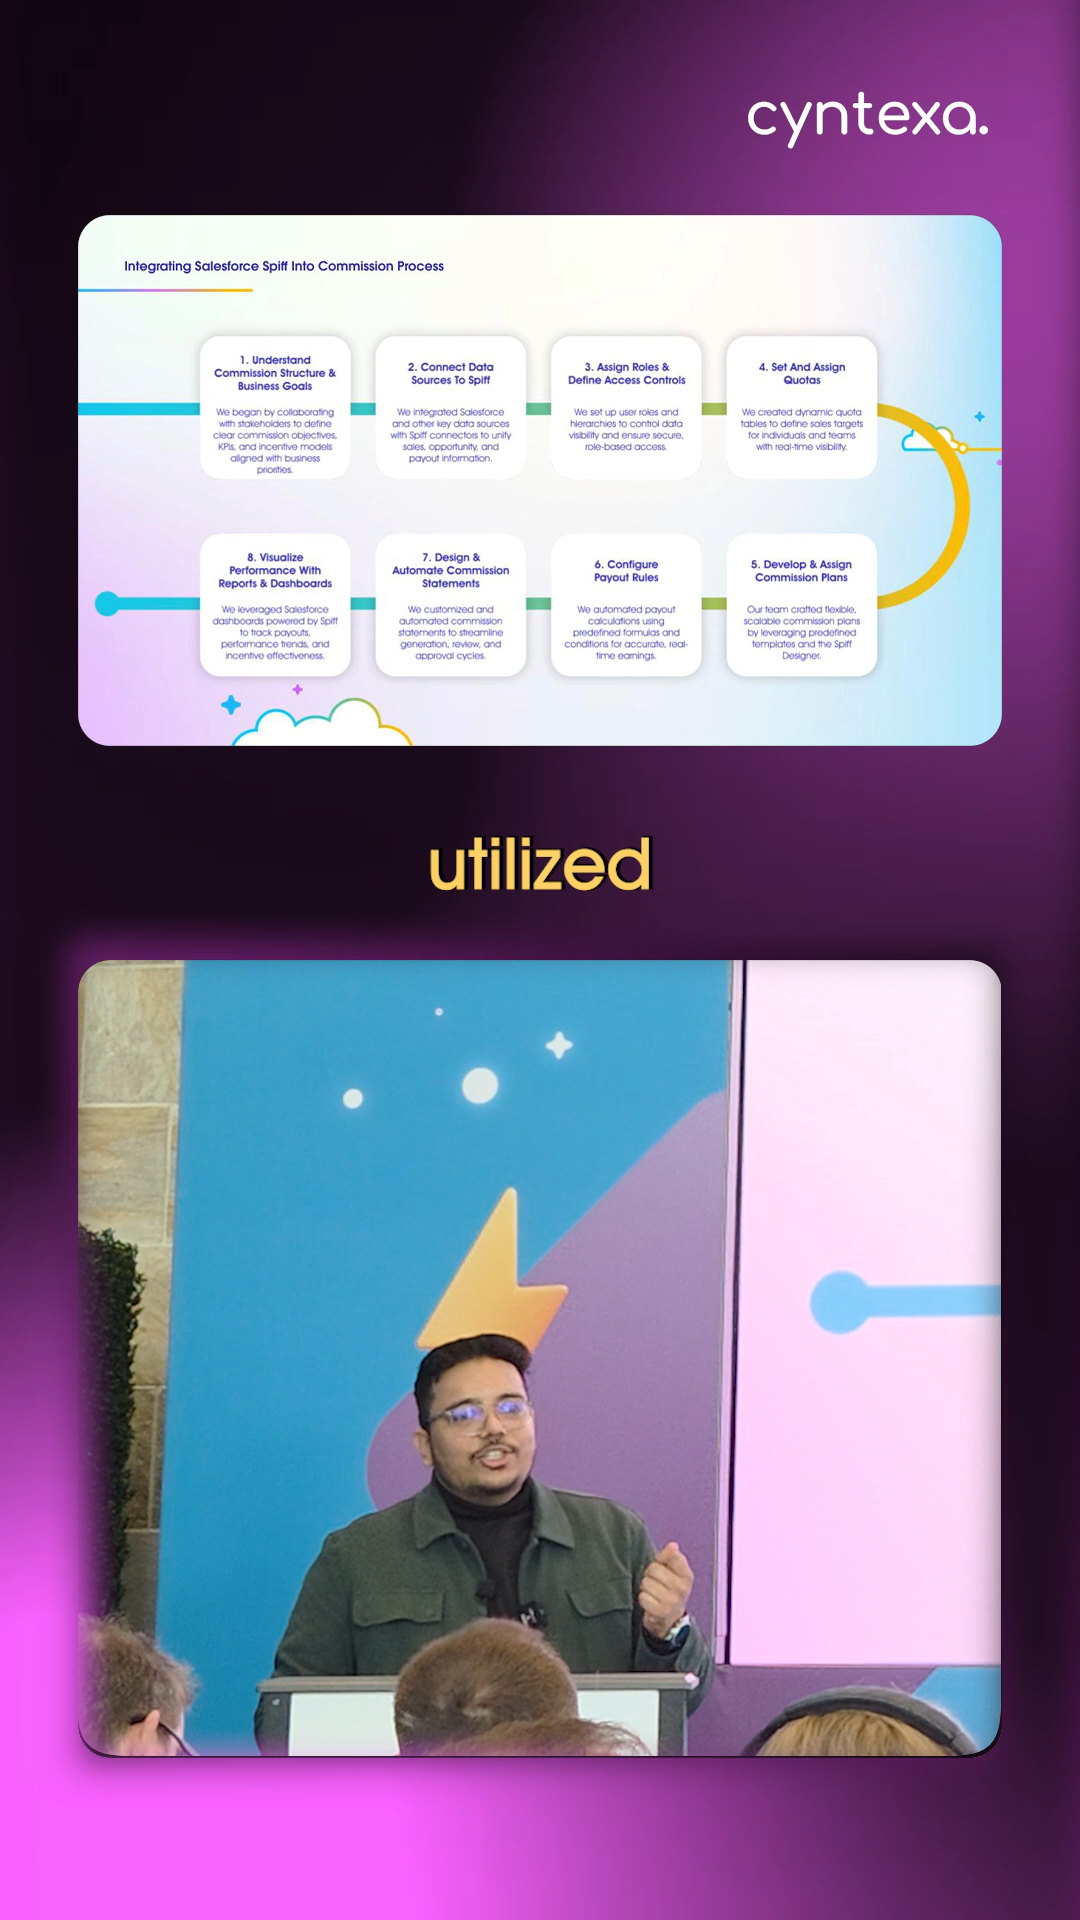 cyntexa.
Integrating Salesforce Spiff Into Commission Process
1. Understand
Commission Structure &
Business Goals
We began by collaborating
with stakeholders to define
clear commission objectives,
KPIs, and incentive models
aligned with business
priorities.
2. Connect Data
Sources To Spiff
We integrated Salesforce
and other key data sources
with Spiff connectors to unify
sales, opportunity, and
payout information.
3. Assign Roles &
Define Access Controls
We set up user roles and
hierarchies to control data
visibility and ensure secure,
role-based access.
4. Set And Assign
Quotas
We created dynamic quota
tables to define sales targets
for individuals and teams
with real-time visibility.
8. Visualize
Performance With
Reports & Dashboards
We leveraged Salesforce
dashboards powered by Spiff
to track payouts,
performance trends, and
incentive effectiveness.
7. Design &
Automate Commission
Statements
We customized and
automated commission
statements to streamline
generation, review, and
approval cycles.
6. Configure
Payout Rules
We automated payout
calculations using
predefined formulas and
conditions for accurate, real-
time earnings.
5. Develop & Assign
Commission Plans
Our team crafted flexible,
scalable commission plans
by leveraging predefined
templates and the Spiff
Designer.
utilized